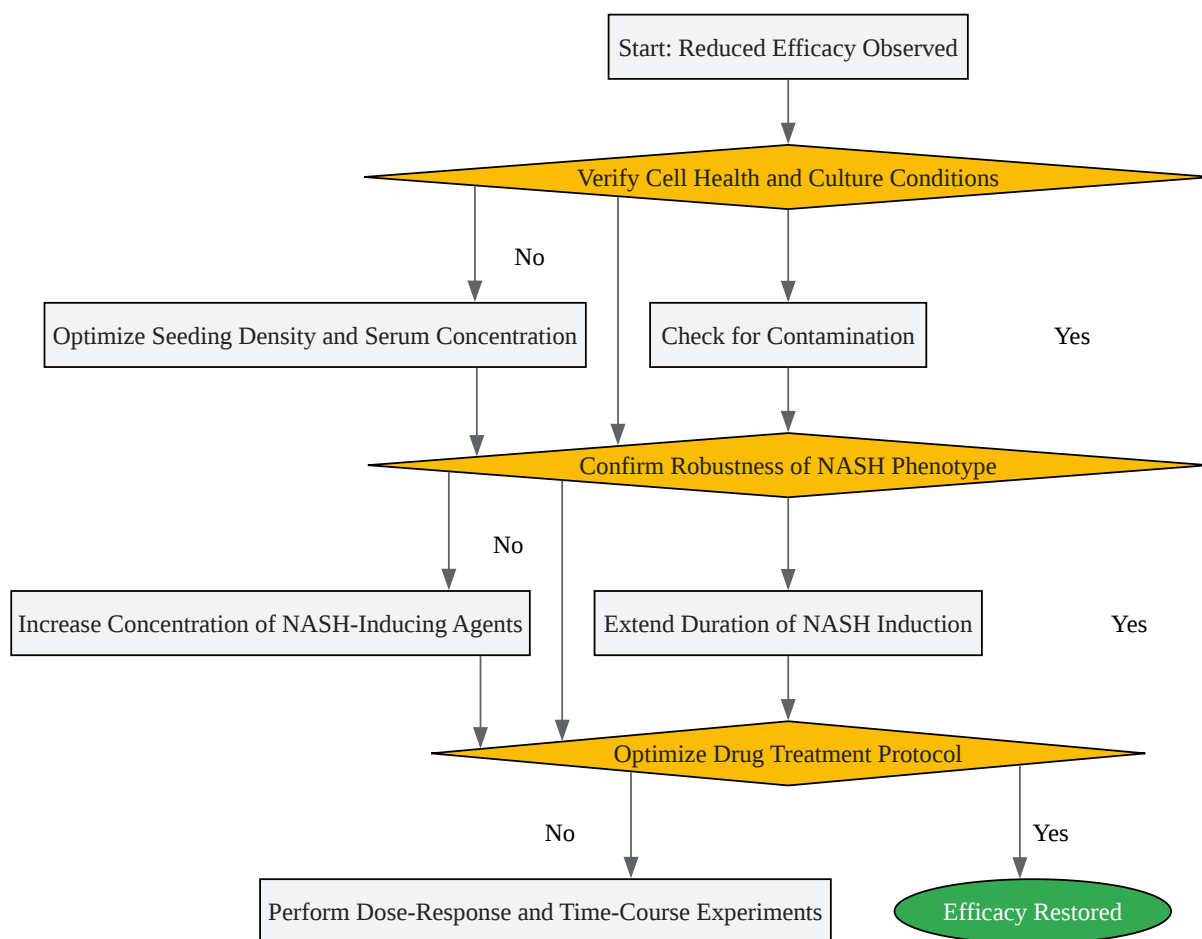 Start: Reduced Efficacy Observed
Verify Cell Health and Culture Conditions
No
Optimize Seeding Density and Serum Concentration
Check for Contamination
Yes
Confirm Robustness of NASH Phenotype
No
Increase Concentration of NASH-Inducing Agents
Extend Duration of NASH Induction
Yes
Optimize Drug Treatment Protocol
No
Yes
Perform Dose-Response and Time-Course Experiments
Efficacy Restored